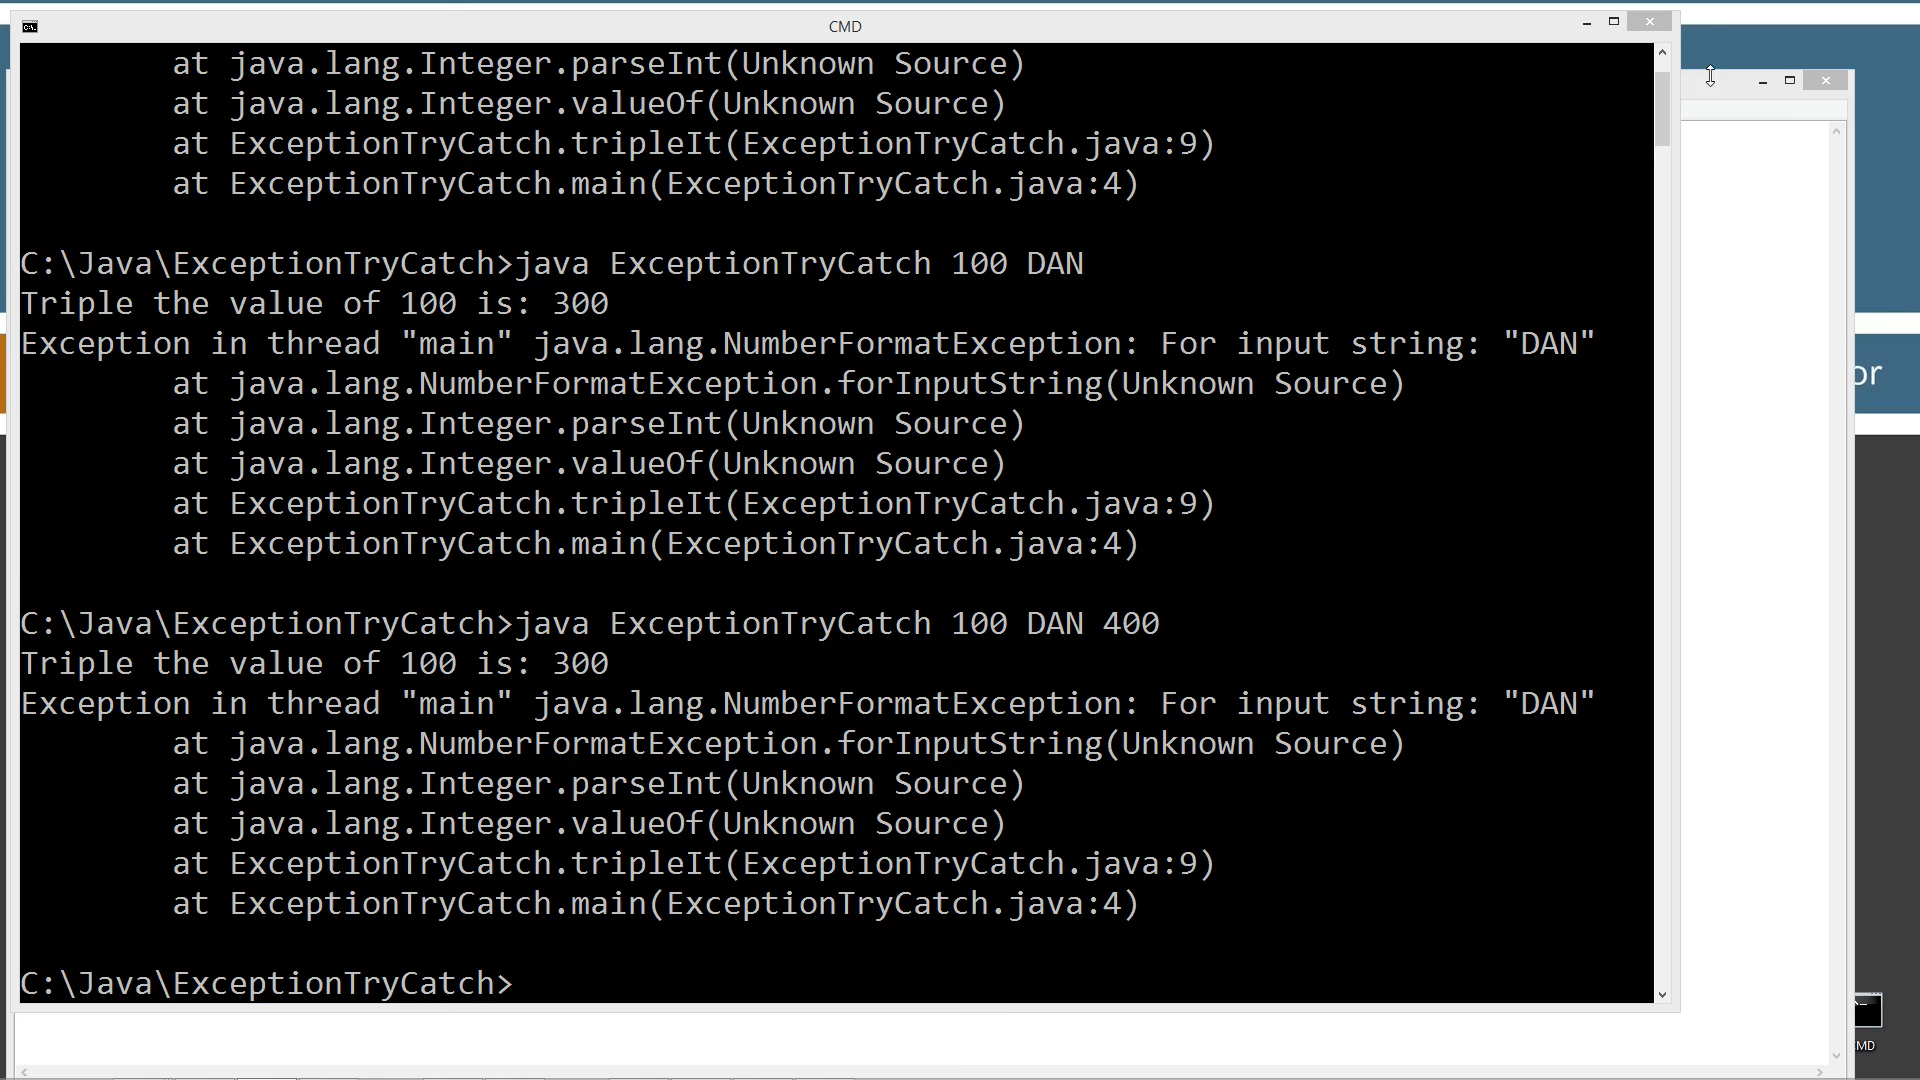 CMD
at java.lang.Integer.parseInt(Unknown Source)
at java.lang.Integer.valueOf(Unknown Source)
at ExceptionTryCatch.tripleIt(ExceptionTryCatch.java:9)
at ExceptionTryCatch.main(ExceptionTryCatch.java:4)
C:\Java\ExceptionTryCatch>java ExceptionTryCatch 100 DAN
Triple the value of 100 is: 300
Exception in thread "main" java.lang.NumberFormatException: For input string: "DAN"
at java.lang.NumberFormatException.forInputString(Unknown Source)
at java.lang.Integer.parseInt(Unknown Source)
at java.lang.Integer.valueOf(Unknown Source)
at ExceptionTryCatch.tripleIt(ExceptionTryCatch.java:9)
at ExceptionTryCatch.main(ExceptionTryCatch.java:4)
C:\Java\ExceptionTryCatch>java ExceptionTryCatch 100 DAN 400
Triple the value of 100 is: 300
Exception in thread "main" java.lang.NumberFormatException: For input string: "DAN"
at java.lang.NumberFormatException.forInputString(Unknown Source)
at java.lang.Integer.parseInt(Unknown Source)
at java.lang.Integer.valueOf(Unknown Source)
at ExceptionTryCatch.tripleIt(ExceptionTryCatch.java:9)
at ExceptionTryCatch.main(ExceptionTryCatch.java:4)
C:\Java\ExceptionTryCatch>